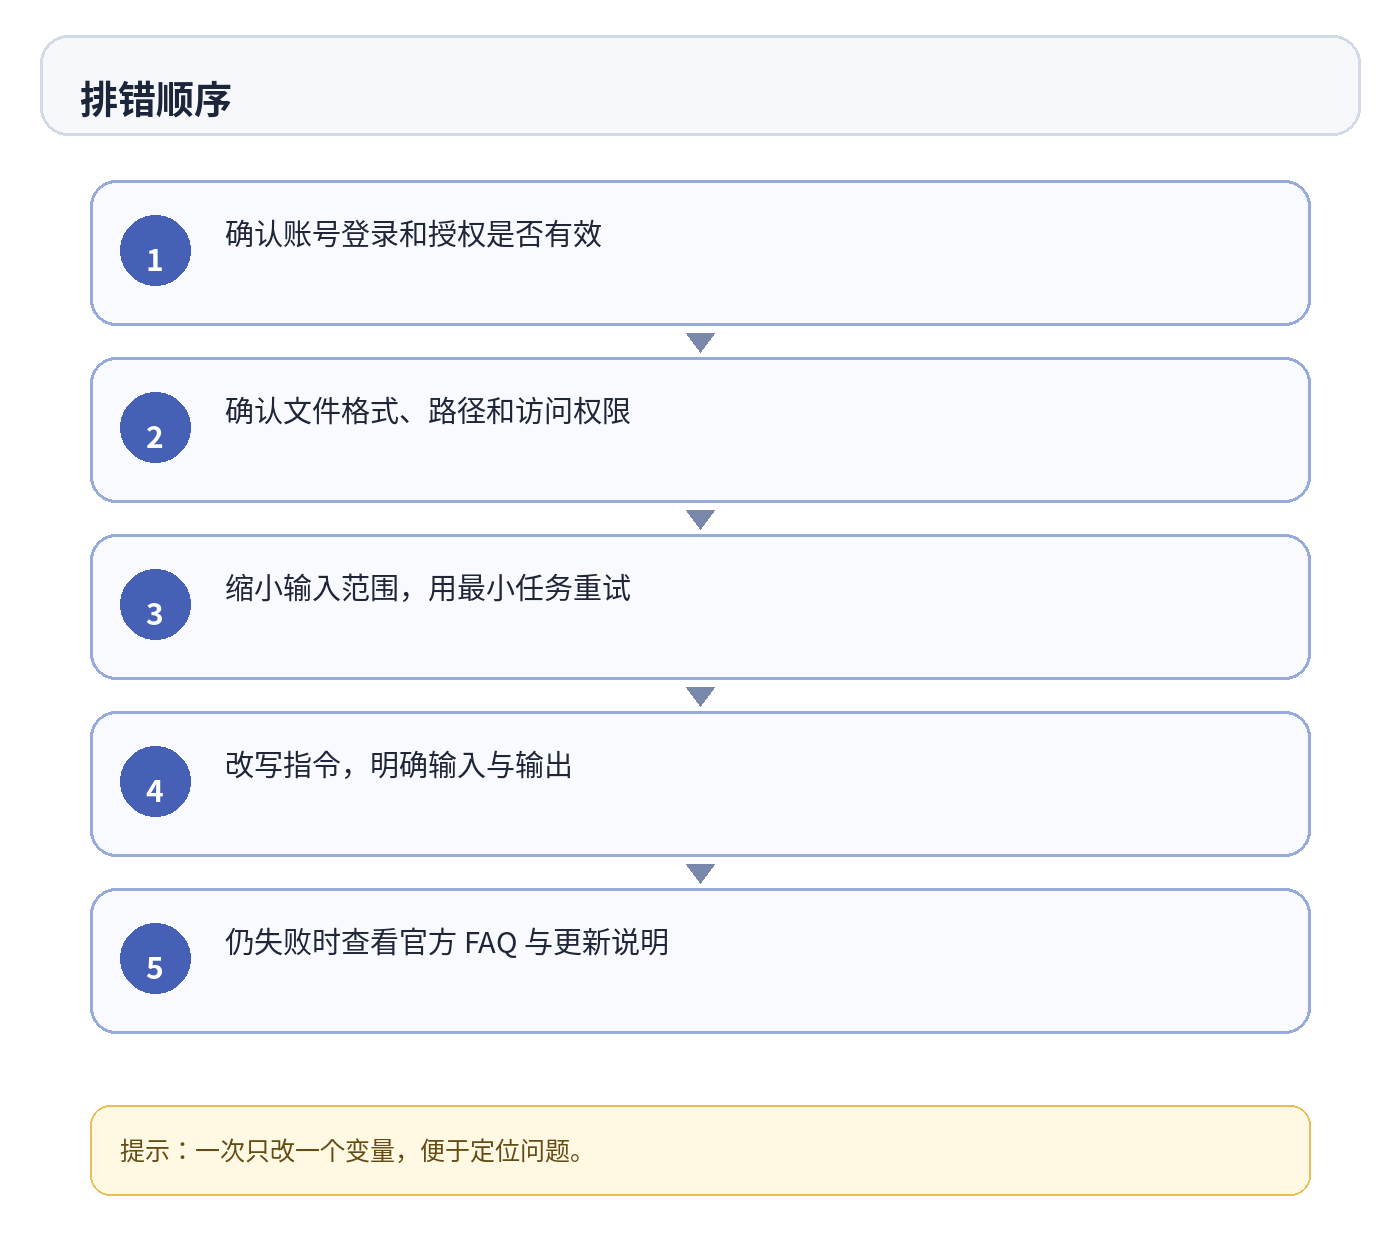 排错顺序
1
确认账号登录和授权是否有效
2
确认文件格式、路径和访问权限
3
缩小输入范围，用最小任务重试
4
改写指令，明确输入与输出
5
仍失败时查看官方 FAQ 与更新说明
提示：一次只改一个变量，便于定位问题。